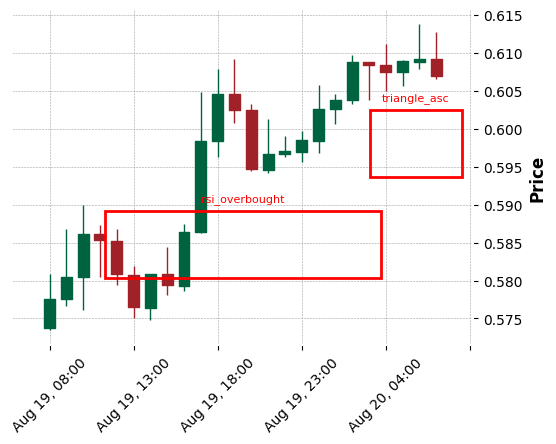 0.615
0.610
0.605
triangle_asc
0.600
0.595
rsi_overbought
0.590
0.585
0.580
0.575
Price
Aug 19, 08:00
Aug 19, 13:00
Aug 19, 18:00
Aug 19, 23:00
Aug 20, 04:00